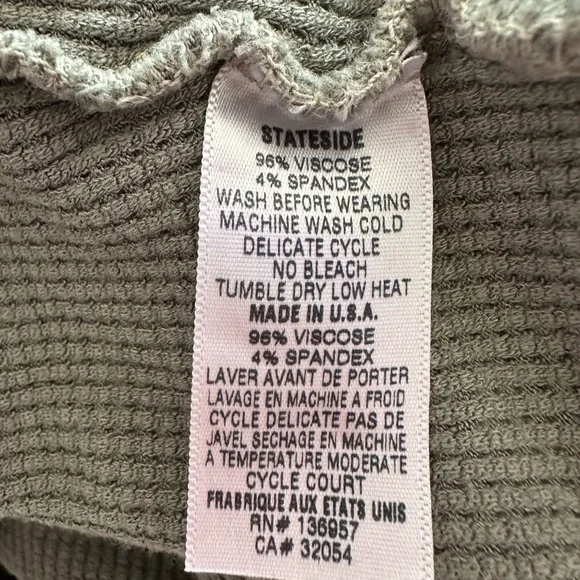 STATESIDE
96% VISCOSE
4% SPANDEX
WASH BEFORE WEARING
MACHINE WASH COLD
DELICATE CYCLE
NO BLEACH
TUMBLE DRY LOW HEAT
MADE IN U.S.A.
96% VISCOSE
4% SPANDEX
LAVER AVANT DE PORTER
LAVAGE EN MACHINE A FROID
CYCLE DELICATE PAS DE
JAVEL SECHAGE EN MACHINE
A TEMPERATURE MODERATE
CYCLE COURT
FRABRIQUE AUX ETATS UNIS
RN# 136957
CA# 32054